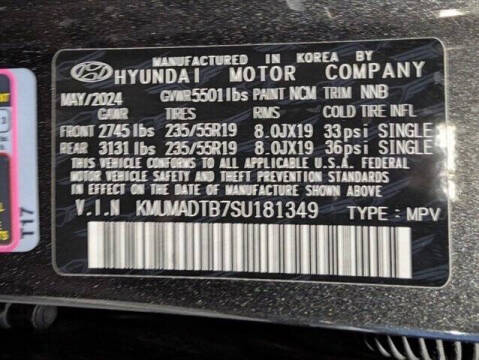 MANUFACTURED IN KOREA BY
HYUNDAI MOTOR COMPANY
MAY/2024 GVWR5501lbs PAINT NCM TRIM NNB
GAWR TIRES RIMS COLD TIRE INFL
FRONT 2745 lbs 235/55R19 8.0JX19 33psi SINGLE
REAR 3131 lbs 235/55R19 8.0JX19 36psi SINGLE
THIS VEHICLE CONFORMS TO ALL APPLICABLE U.S.A. FEDERAL
MOTOR VEHICLE SAFETY AND THEFT PREVENTION STANDARDS
IN EFFECT ON THE DATE OF MANUFACTURE SHOWN ABOVE.
V.I.N KMUMADTB7SU181349 TYPE : MPV
T17